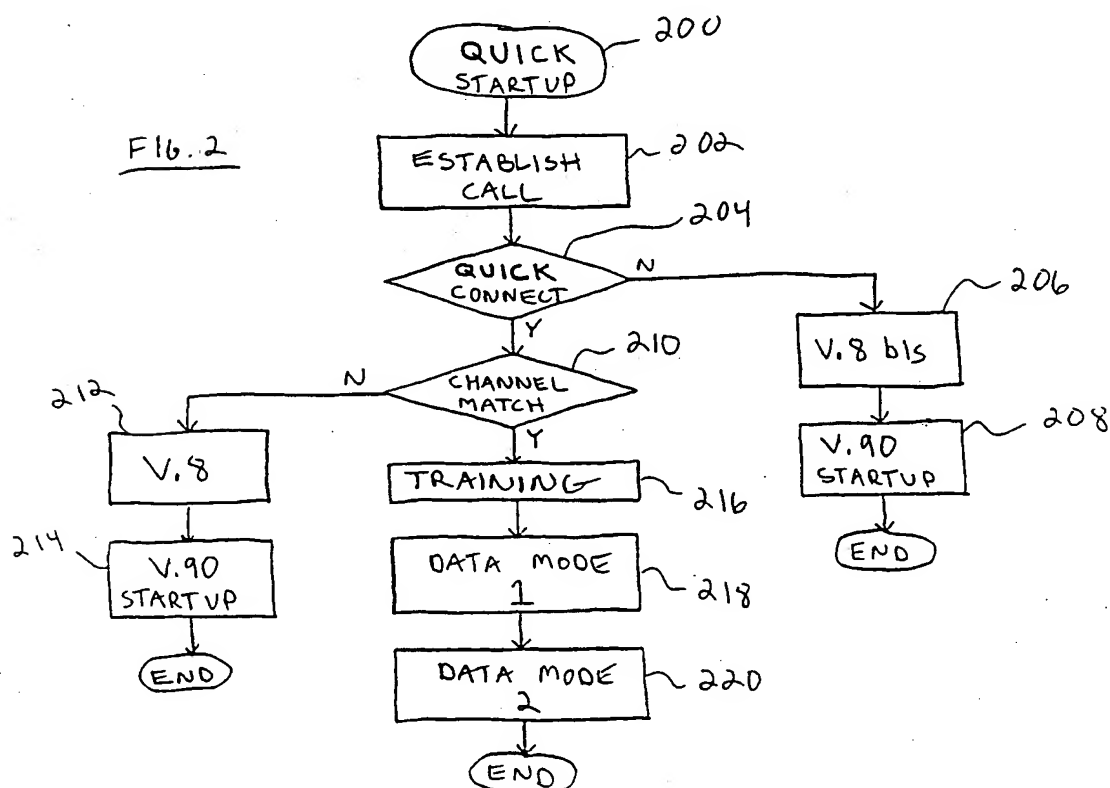 200
QUICK
STARTUP
FIG. 2
202
ESTABLISH
CALL
204
QUICK
CONNECT
N
Y
206
V.8 bis
210
CHANNEL
MATCH
N
Y
212
V.8
208
V.90
STARTUP
END
TRAINING
216
214
V.90
STARTUP
END
DATA MODE
1
218
DATA MODE
2
220
END